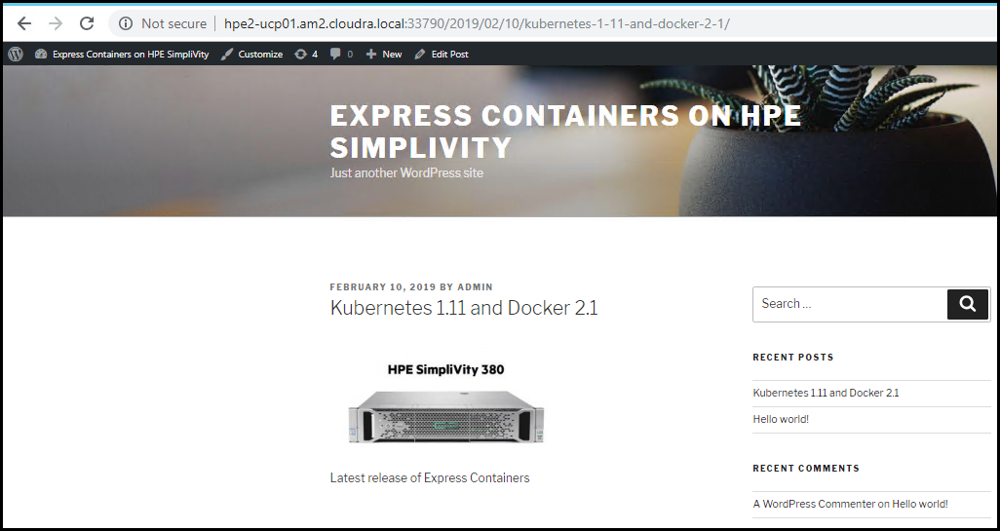 Not secure | hpe2-ucp01.am2.cloudra.local:33790/2019/02/10/kubernetes-1-11-and-docker-2-1/
Express Containers on HPE SimpliVity Customize 4 0 + New Edit Post
EXPRESS CONTAINERS ON HPE
SIMPLIVITY
Just another WordPress site
FEBRUARY 10, 2019 BY ADMIN
Kubernetes 1.11 and Docker 2.1
HPE SimpliVity 380
Latest release of Express Containers
Search …
RECENT POSTS
Kubernetes 1.11 and Docker 2.1
Hello world!
RECENT COMMENTS
A WordPress Commenter on Hello world!